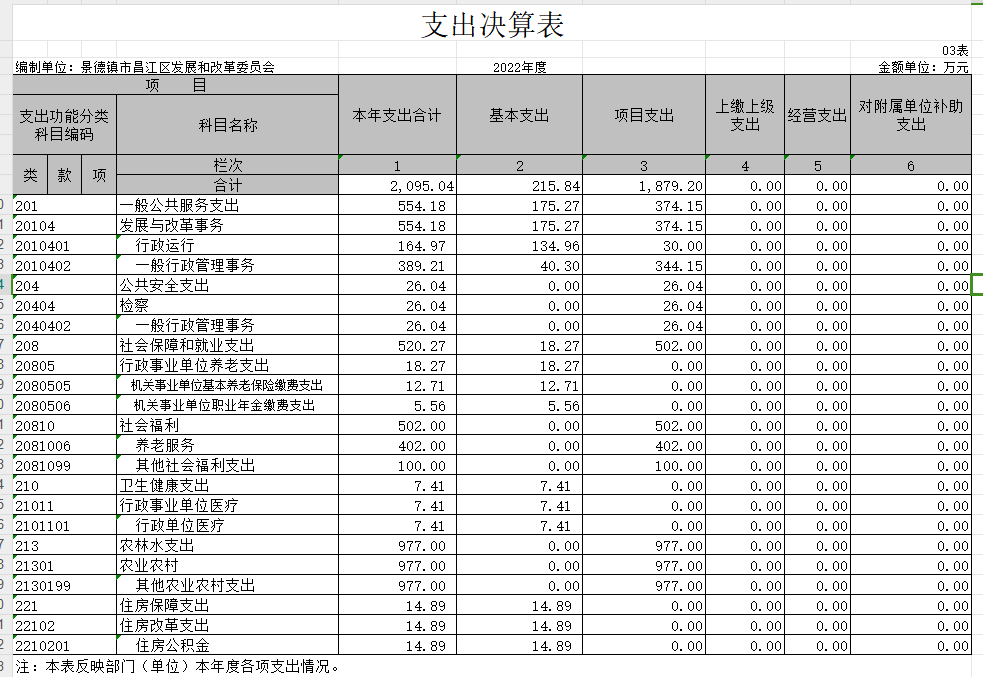 支出决算表
03表
编制单位：景德镇市昌江区发展和改革委员会 2022年度 金额单位：万元
项 目 本年支出合计 基本支出 项目支出 上缴上级支出 经营支出 对附属单位补助支出
支出功能分类科目编码 科目名称
类 款 项 栏次 1 2 3 4 5 6
合计 2,095.04 215.84 1,879.20 0.00 0.00 0.00
201 一般公共服务支出 554.18 175.27 374.15 0.00 0.00 0.00
20104 发展与改革事务 554.18 175.27 374.15 0.00 0.00 0.00
2010401 行政运行 164.97 134.96 30.00 0.00 0.00 0.00
2010402 一般行政管理事务 389.21 40.30 344.15 0.00 0.00 0.00
204 公共安全支出 26.04 0.00 26.04 0.00 0.00 0.00
20404 检察 26.04 0.00 26.04 0.00 0.00 0.00
2040402 一般行政管理事务 26.04 0.00 26.04 0.00 0.00 0.00
208 社会保障和就业支出 520.27 18.27 502.00 0.00 0.00 0.00
20805 行政事业单位养老支出 18.27 18.27 0.00 0.00 0.00 0.00
2080505 机关事业单位基本养老保险缴费支出 12.71 12.71 0.00 0.00 0.00 0.00
2080506 机关事业单位职业年金缴费支出 5.56 5.56 0.00 0.00 0.00 0.00
20810 社会福利 502.00 0.00 502.00 0.00 0.00 0.00
2081006 养老服务 402.00 0.00 402.00 0.00 0.00 0.00
2081099 其他社会福利支出 100.00 0.00 100.00 0.00 0.00 0.00
210 卫生健康支出 7.41 7.41 0.00 0.00 0.00 0.00
21011 行政事业单位医疗 7.41 7.41 0.00 0.00 0.00 0.00
2101101 行政单位医疗 7.41 7.41 0.00 0.00 0.00 0.00
213 农林水支出 977.00 0.00 977.00 0.00 0.00 0.00
21301 农业农村 977.00 0.00 977.00 0.00 0.00 0.00
2130199 其他农业农村支出 977.00 0.00 977.00 0.00 0.00 0.00
221 住房保障支出 14.89 14.89 0.00 0.00 0.00 0.00
22102 住房改革支出 14.89 14.89 0.00 0.00 0.00 0.00
2210201 住房公积金 14.89 14.89 0.00 0.00 0.00 0.00
注：本表反映部门（单位）本年度各项支出情况。